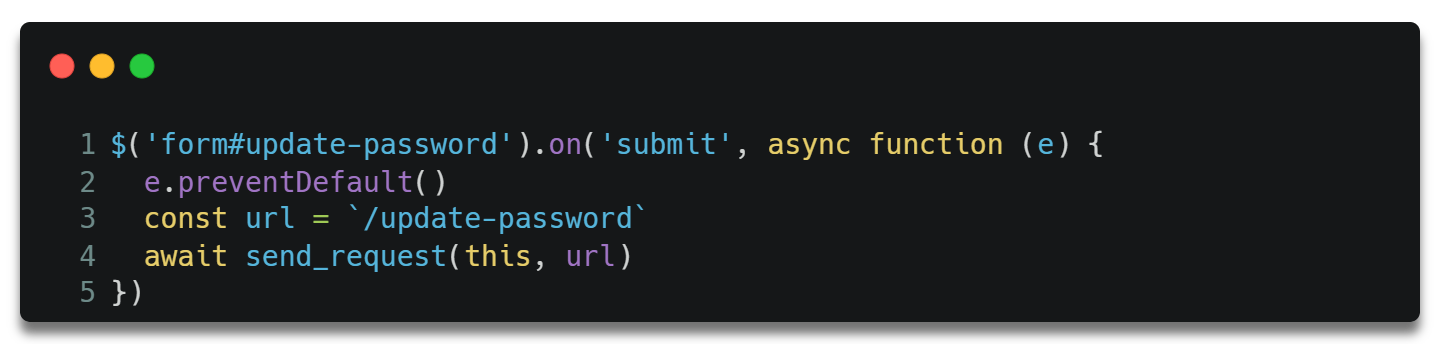 1 $('form#update-password').on('submit', async function (e) {
2   e.preventDefault()
3   const url = `/update-password`
4   await send_request(this, url)
5 })